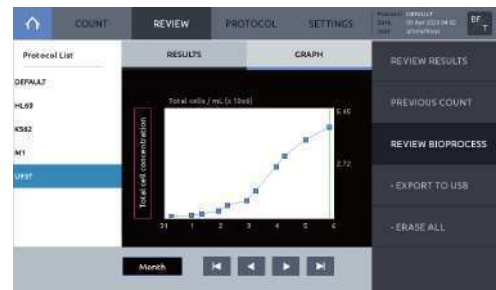 COUNT
REVIEW
PROTOCOL
SETTINGS
BF
T
Protocol List
DEFAULT
HL60
K562
M1
U937
RESULTS
GRAPH
Total cells / mL (x 10e6)
5.45
2.72
Total cell concentration
31 1 2 3 4 5 6
Month
REVIEW RESULTS
PREVIOUS COUNT
REVIEW BIOPROCESS
- EXPORT TO USB
- ERASE ALL